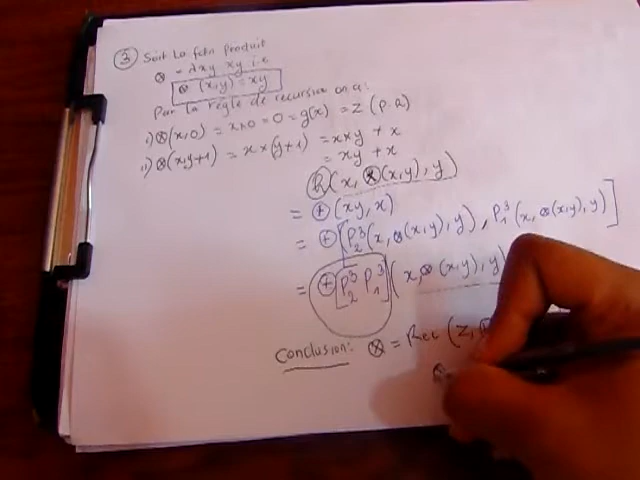 ③ Soit la fctn produit
⊗ = λxy xy i.e
⊗ (x,y) = xy
Par la règle de recursion on a:
i) ⊗(x,0) = x×0 = 0 = g(x) = Z (p.r)
ii) ⊗(x,y+1) = x×(y+1) = x×y + x
= xy + x
h(x, ⊗(x,y), y)
= ⊕(xy, x)
= ⊕[P³₂(x, ⊗(x,y), y), P³₁(x, ⊗(x,y), y)]
= ⊕[P³₂ P³₁](x, ⊗(x,y), y)
Conclusion: ⊗ = Rec (Z,